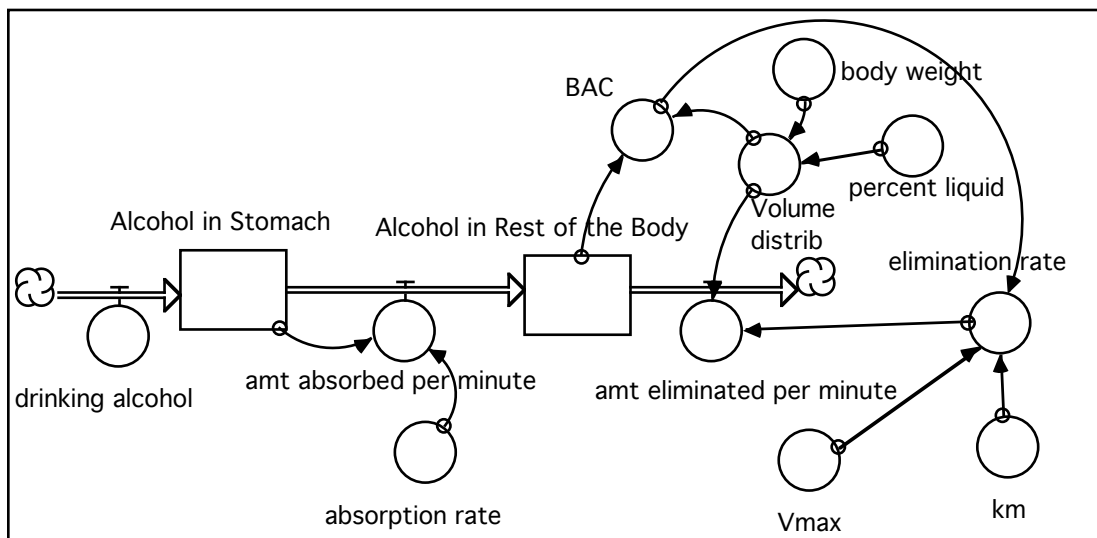 BAC
body weight
percent liquid
Volume
distrib
Alcohol in Stomach
Alcohol in Rest of the Body
elimination rate
drinking alcohol
amt absorbed per minute
amt eliminated per minute
absorption rate
Vmax
km